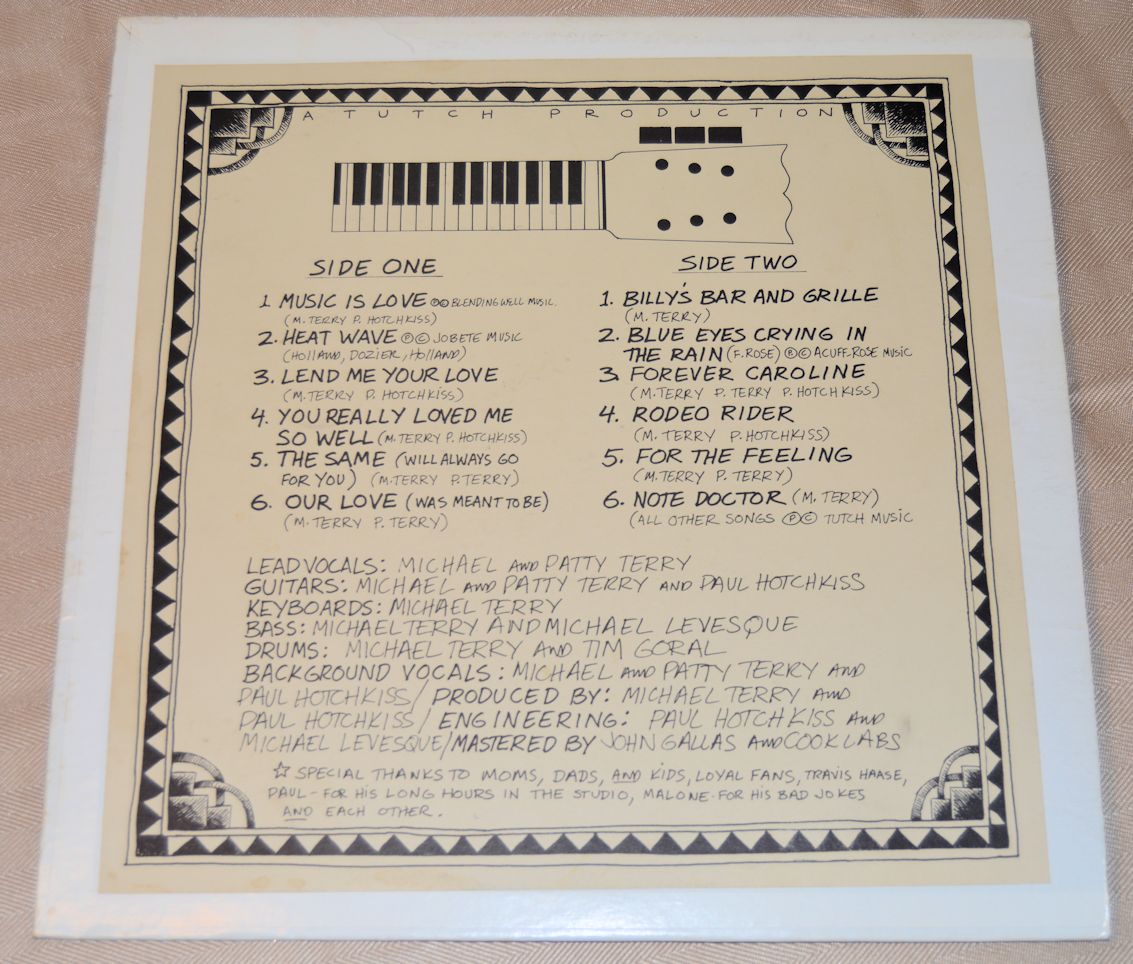 A TUTCH PRODUCTION
SIDE ONE
1. MUSIC IS LOVE ℗© BLENDING WELL MUSIC.
(M. TERRY P. HOTCHKISS)
2. HEAT WAVE ℗© JOBETE MUSIC
(HOllAND, DOZIER, HOllAND)
3. LEND ME YOUR LOVE
(M. TERRY P. HOTCHKISS)
4. YOU REALLY LOVED ME
SO WELL (M. TERRY P. HOTCHKISS)
5. THE SAME (WILL ALWAYS GO
FOR YOU) (M. TERRY P. TERRY)
6. OUR LOVE (WAS MEANT TO BE)
(M. TERRY P. TERRY)
SIDE TWO
1. BILLY'S BAR AND GRILLE
(M. TERRY)
2. BLUE EYES CRYING IN
THE RAIN (F. ROSE) ℗© ACUFF-ROSE MUSIC
3. FOREVER CAROLINE
(M. TERRY P. TERRY P. HOTCHKISS)
4. RODEO RIDER
(M. TERRY P. HOTCHKISS)
5. FOR THE FEELING
(M. TERRY P. TERRY)
6. NOTE DOCTOR (M. TERRY)
(ALL OTHER SONGS ℗© TUTCH MUSIC
LEAD VOCALS: MICHAEL AND PATTY TERRY
GUITARS: MICHAEL AND PATTY TERRY AND PAUL HOTCHKISS
KEYBOARDS: MICHAEL TERRY
BASS: MICHAEL TERRY AND MICHAEL LEVESQUE
DRUMS: MICHAEL TERRY AND TIM GORAL
BACKGROUND VOCALS: MICHAEL AND PATTY TERRY AND
PAUL HOTCHKISS/PRODUCED BY: MICHAEL TERRY AND
PAUL HOTCHKISS/ENGINEERING: PAUL HOTCHKISS AND
MICHAEL LEVESQUE/MASTERED BY JOHN GALLAS AND COOK LABS
☆ SPECIAL THANKS TO MOMS, DADS, AND KIDS, LOYAL FANS, TRAVIS HAASE,
PAUL-FOR HIS LONG HOURS IN THE STUDIO, MALONE-FOR HIS BAD JOKES
AND EACH OTHER.